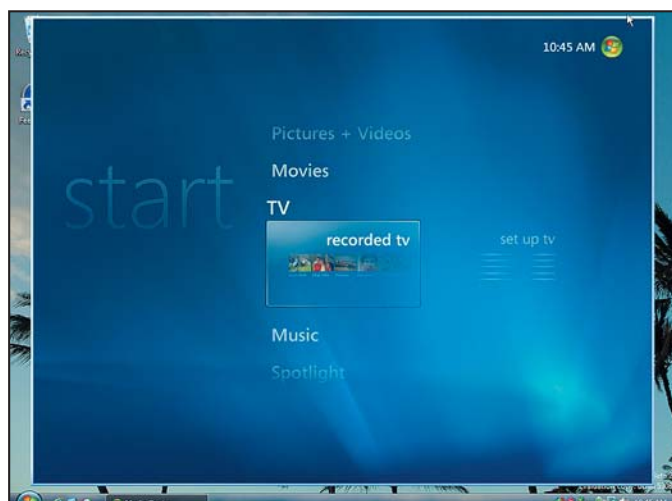 10:45 AM
Pictures + Videos
Movies
start
TV
recorded tv
set up tv
Music
Spotlight